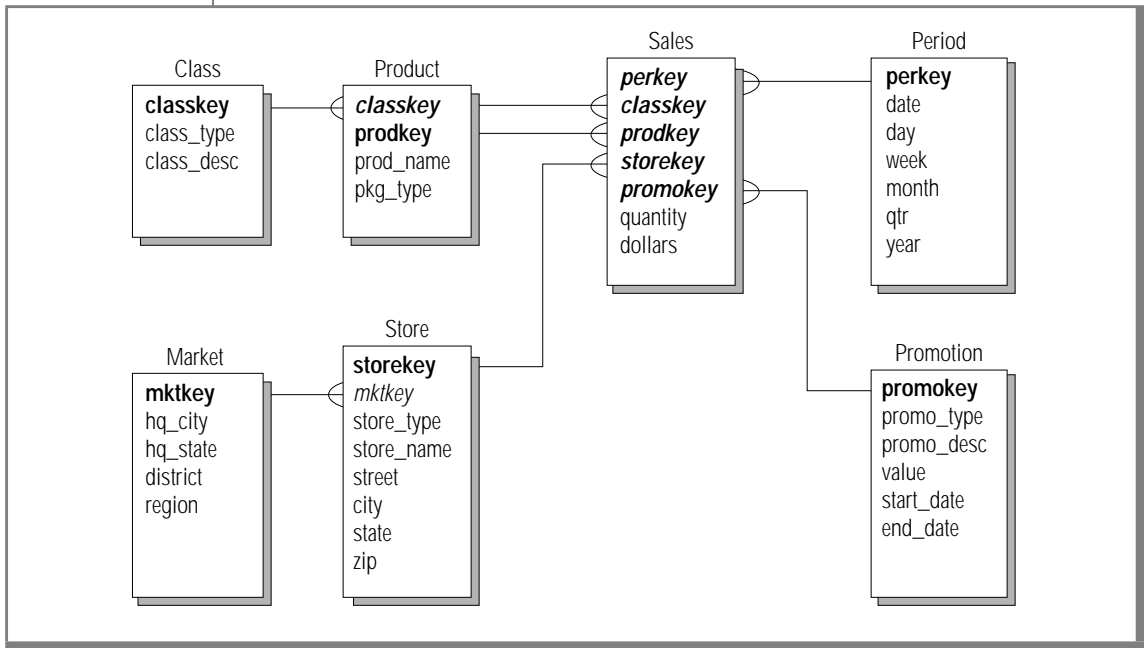 Class
classkey
class_type
class_desc
Product
classkey
prodkey
prod_name
pkg_type
Sales
perkey
classkey
prodkey
storekey
promokey
quantity
dollars
Period
perkey
date
day
week
month
qtr
year
Market
mktkey
hq_city
hq_state
district
region
Store
storekey
mktkey
store_type
store_name
street
city
state
zip
Promotion
promokey
promo_type
promo_desc
value
start_date
end_date